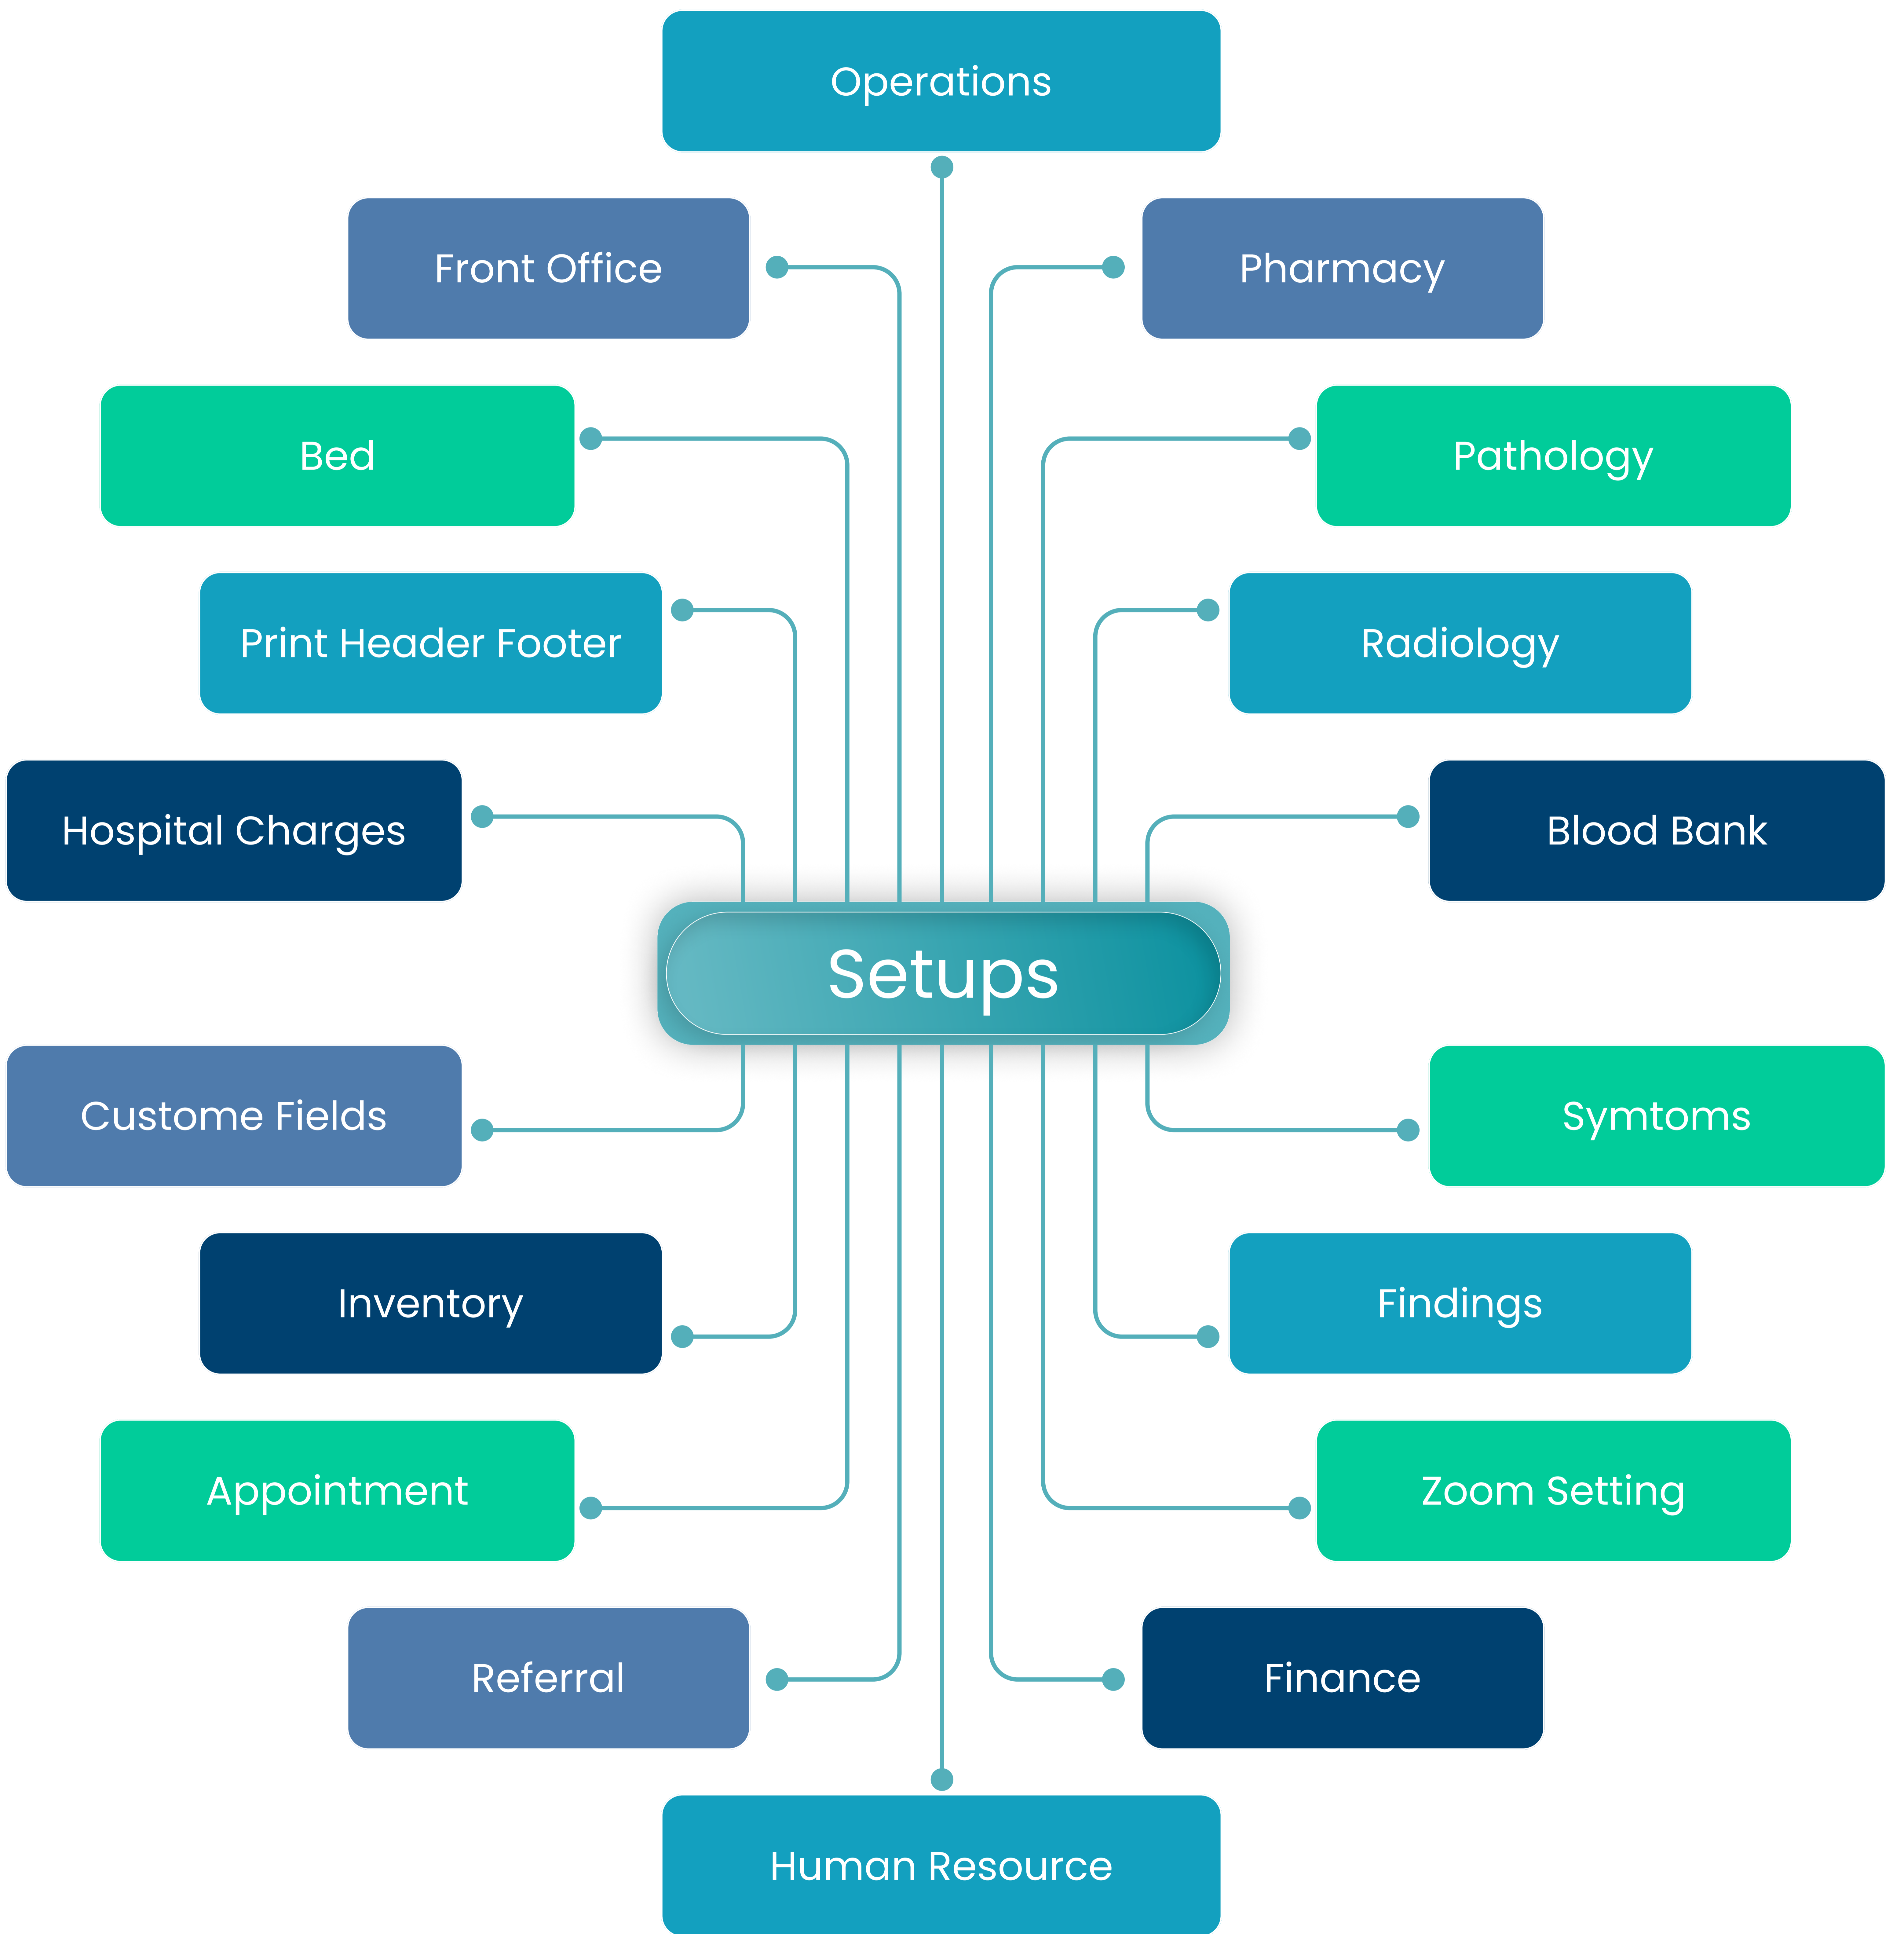 Operations
Front Office
Pharmacy
Bed
Pathology
Print Header Footer
Radiology
Hospital Charges
Blood Bank
Setups
Custome Fields
Symtoms
Inventory
Findings
Appointment
Zoom Setting
Referral
Finance
Human Resource